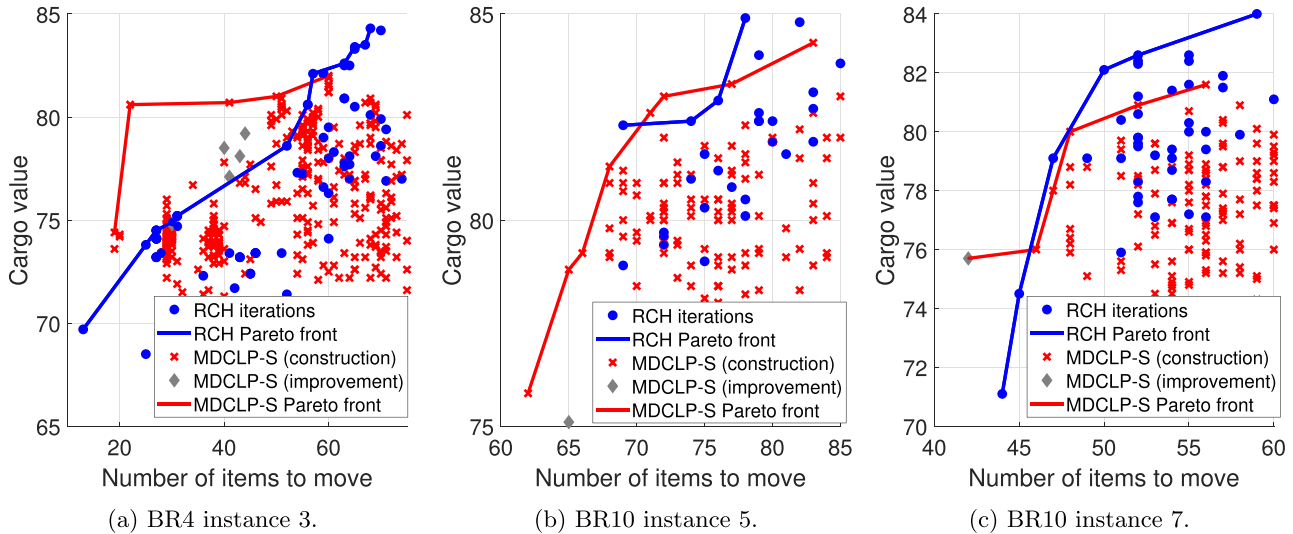 85
80
75
70
65
20
40
60
Cargo value
Number of items to move
RCH iterations
RCH Pareto front
MDCLP-S (construction)
MDCLP-S (improvement)
MDCLP-S Pareto front
(a) BR4 instance 3.
85
80
75
60
65
70
75
80
85
Cargo value
Number of items to move
RCH iterations
RCH Pareto front
MDCLP-S (construction)
MDCLP-S (improvement)
MDCLP-S Pareto front
(b) BR10 instance 5.
84
82
80
78
76
74
72
70
40
45
50
55
60
Cargo value
Number of items to move
RCH iterations
RCH Pareto front
MDCLP-S (construction)
MDCLP-S (improvement)
MDCLP-S Pareto front
(c) BR10 instance 7.